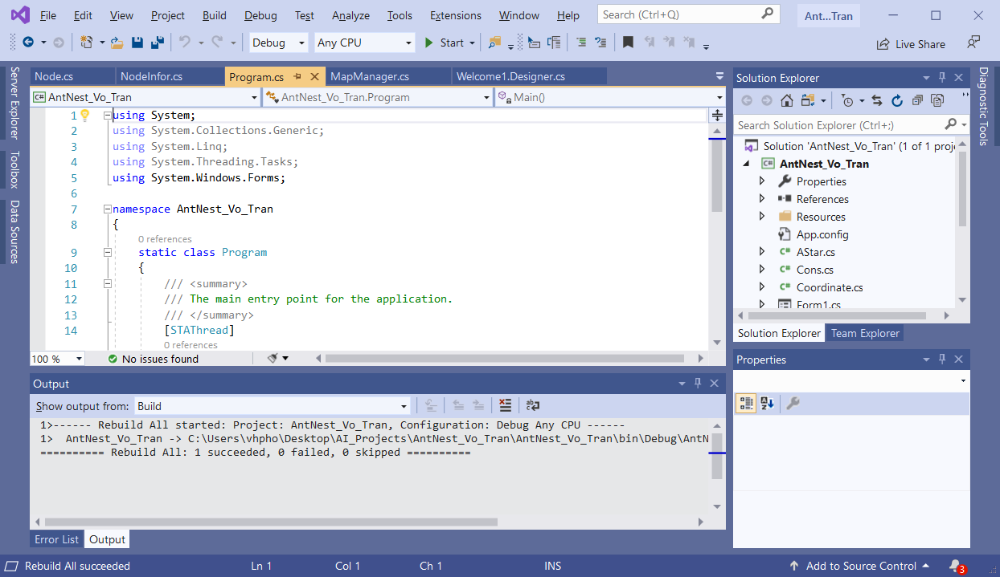 File Edit View Project Build Debug Test Analyze Tools Extensions Window Help Search (Ctrl+Q) Ant...Tran
Debug Any CPU Start Live Share
Server Explorer
Toolbox
Data Sources
Node.cs NodeInfor.cs Program.cs MapManager.cs Welcome1.Designer.cs
AntNest_Vo_Tran AntNest_Vo_Tran.Program Main()
1 using System;
2 using System.Collections.Generic;
3 using System.Linq;
4 using System.Threading.Tasks;
5 using System.Windows.Forms;
6
7 namespace AntNest_Vo_Tran
8 {
0 references
9 static class Program
10 {
11 /// <summary>
12 /// The main entry point for the application.
13 /// </summary>
14 [STAThread]
0 references
100 % No issues found
Output
Show output from: Build
1>------ Rebuild All started: Project: AntNest_Vo_Tran, Configuration: Debug Any CPU ------
1> AntNest_Vo_Tran -> C:\Users\vhpho\Desktop\AI_Projects\AntNest_Vo_Tran\AntNest_Vo_Tran\bin\Debug\AntN
========== Rebuild All: 1 succeeded, 0 failed, 0 skipped ==========
Error List Output
Solution Explorer
Search Solution Explorer (Ctrl+;)
Solution 'AntNest_Vo_Tran' (1 of 1 proj
AntNest_Vo_Tran
Properties
References
Resources
App.config
AStar.cs
Cons.cs
Coordinate.cs
Form1.cs
Solution Explorer Team Explorer
Properties
Diagnostic Tools
Rebuild All succeeded Ln 1 Col 1 Ch 1 INS Add to Source Control 3